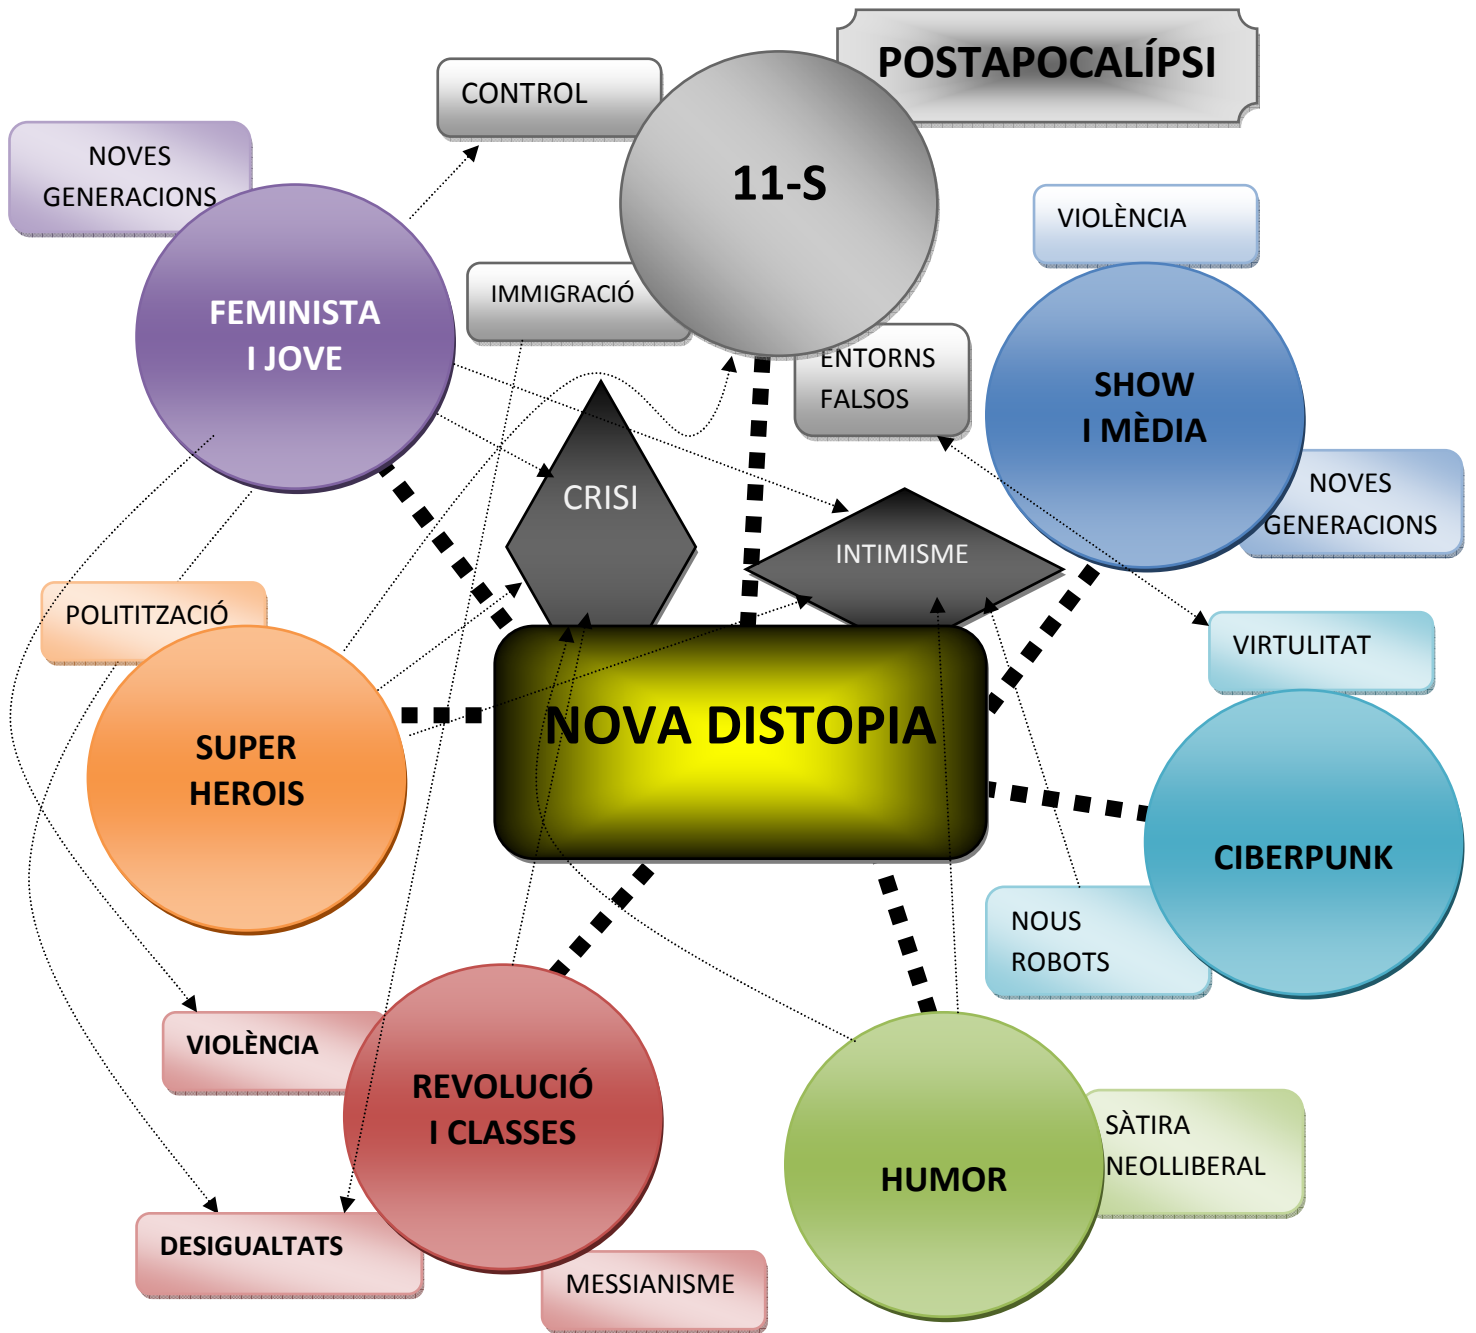 POSTAPOCALÍPSI
CONTROL
NOVES
GENERACIONS
11-S
VIOLÈNCIA
IMMIGRACIÓ
FEMINISTA
I JOVE
ENTORNS
FALSOS
SHOW
I MÈDIA
CRISI
NOVES
GENERACIONS
INTIMISME
POLITITZACIÓ
VIRTULITAT
NOVA DISTOPIA
SUPER
HEROIS
CIBERPUNK
NOUS
ROBOTS
VIOLÈNCIA
REVOLUCIÓ
I CLASSES
SÀTIRA
NEOLLIBERAL
HUMOR
DESIGUALTATS
MESSIANISME